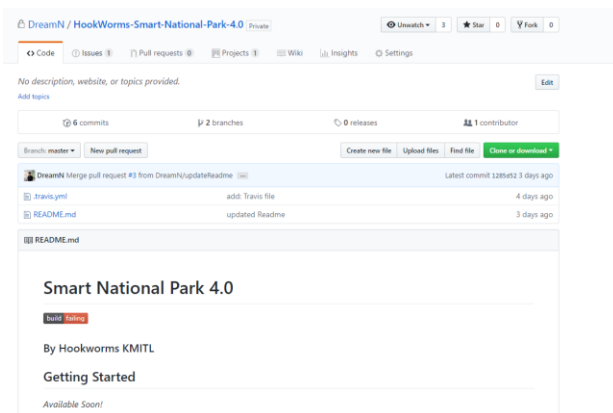 DreamN / HookWorms-Smart-National-Park-4.0 Private Unwatch 3 Star 0 Fork 0
Code Issues 1 Pull requests 0 Projects 1 Wiki Insights Settings
No description, website, or topics provided. Edit
Add topics
6 commits 2 branches 0 releases 1 contributor
Branch: master New pull request Create new file Upload files Find file Clone or download
DreamN Merge pull request #3 from DreamN/updateReadme ... Latest commit 1285e52 3 days ago
.travis.yml add: Travis file 4 days ago
README.md updated Readme 3 days ago
README.md
Smart National Park 4.0
build failing
By Hookworms KMITL
Getting Started
Available Soon!